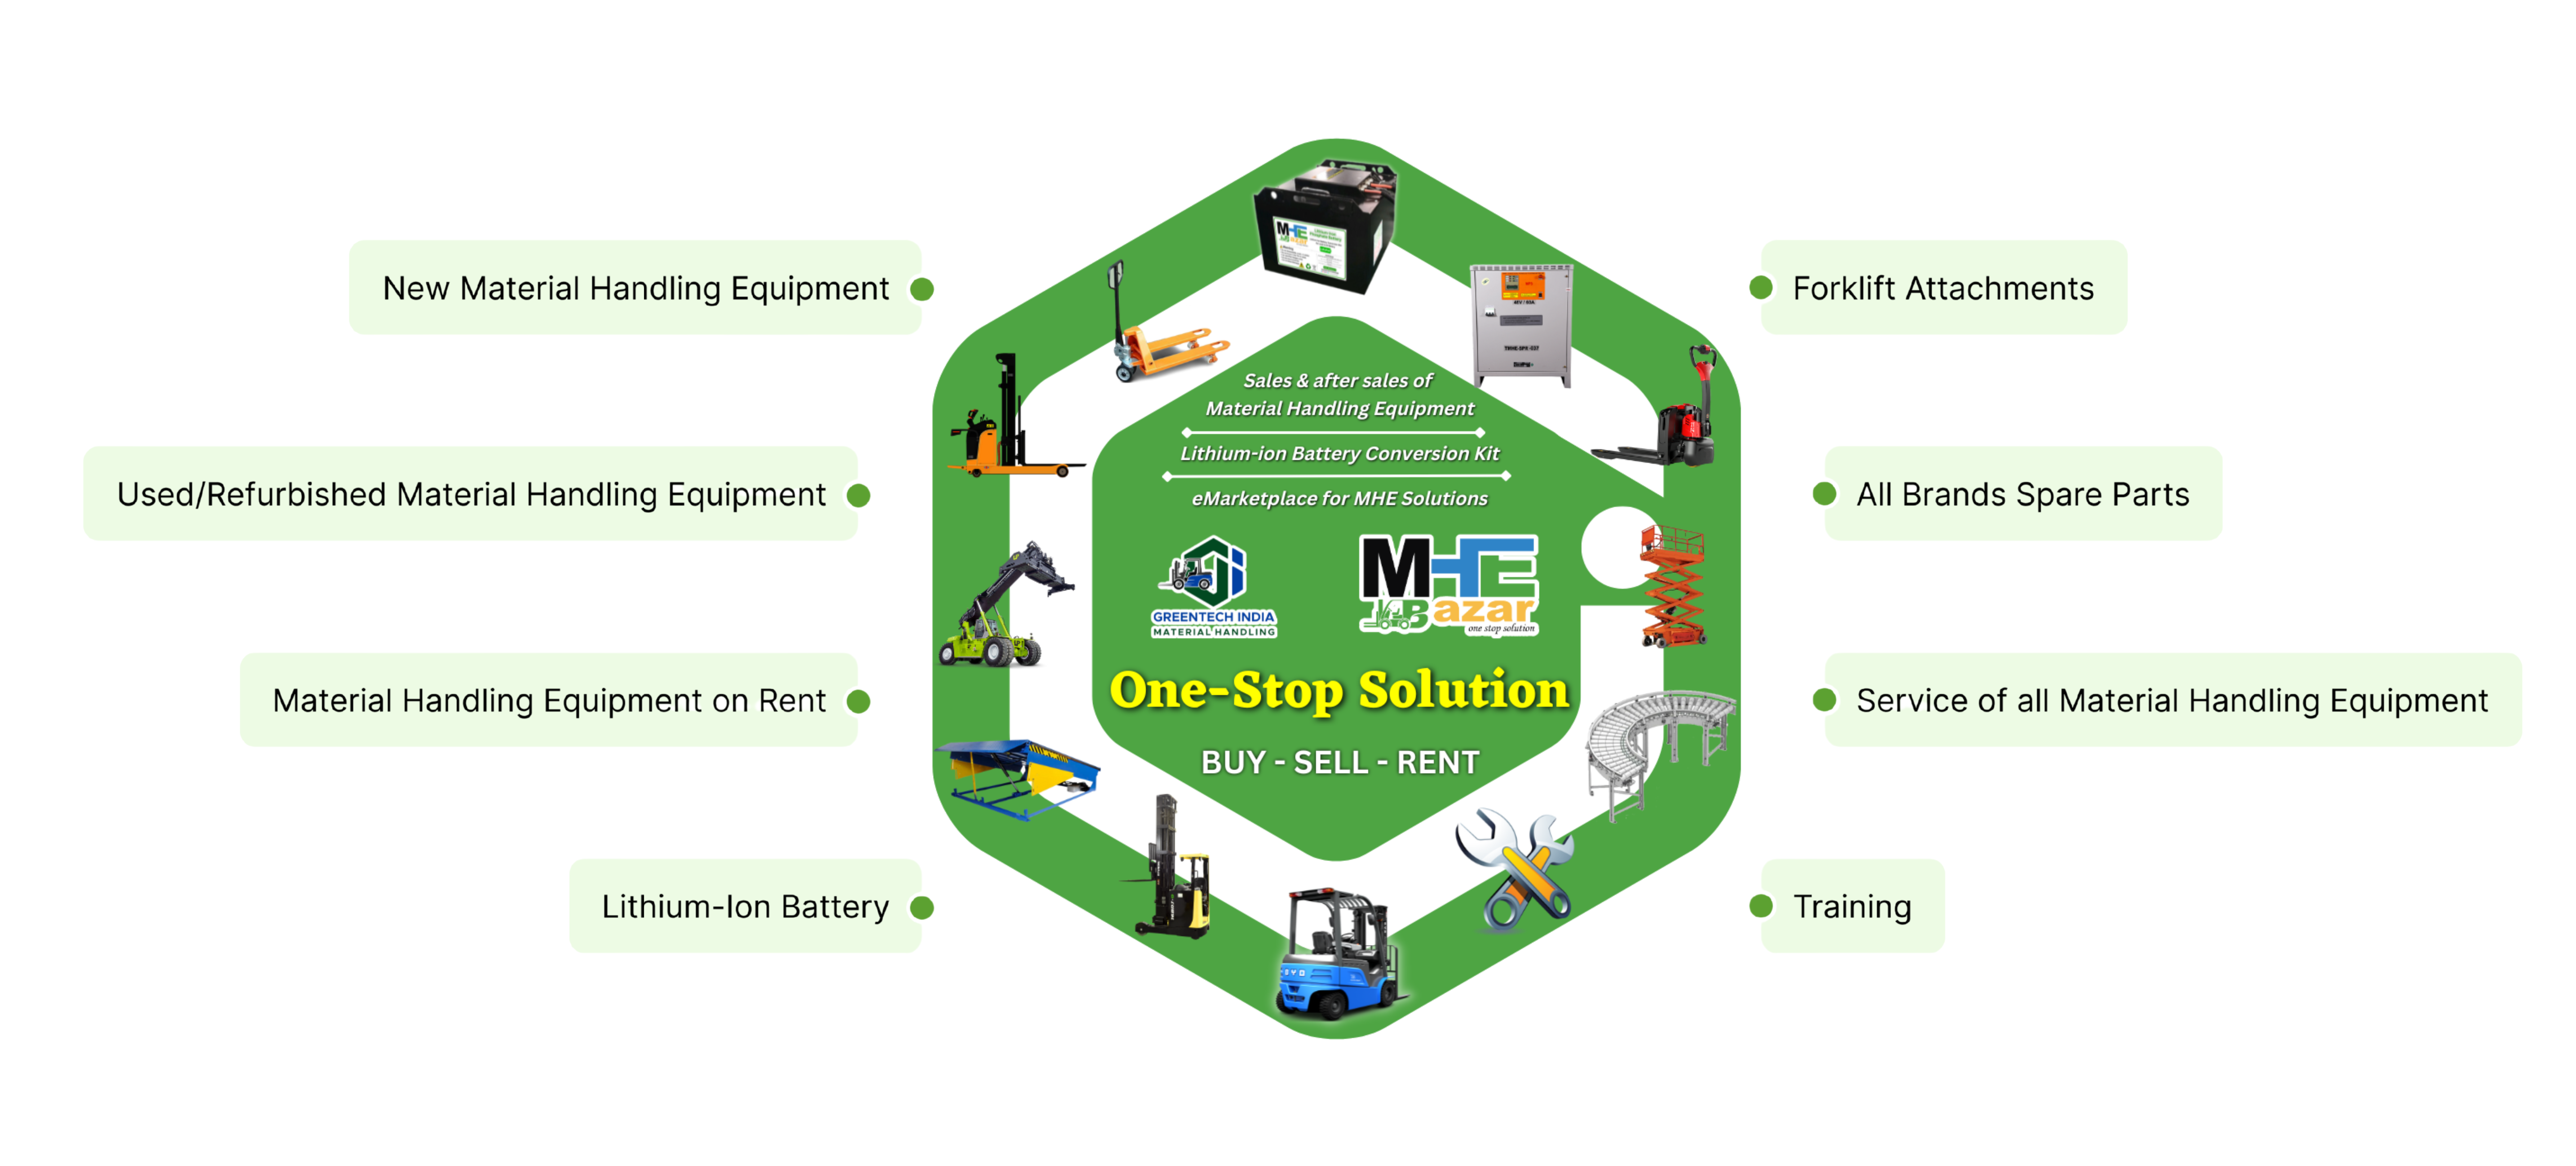 New Material Handling Equipment
Used/Refurbished Material Handling Equipment
Material Handling Equipment on Rent
Lithium-Ion Battery
MHE
48V / 60A
Sales & after sales of
Material Handling Equipment
Lithium-ion Battery Conversion Kit
eMarketplace for MHE Solutions
GREENTECH INDIA
MATERIAL HANDLING
MHE
Bazar
one stop solution
One-Stop Solution
BUY - SELL - RENT
Forklift Attachments
All Brands Spare Parts
Service of all Material Handling Equipment
Training